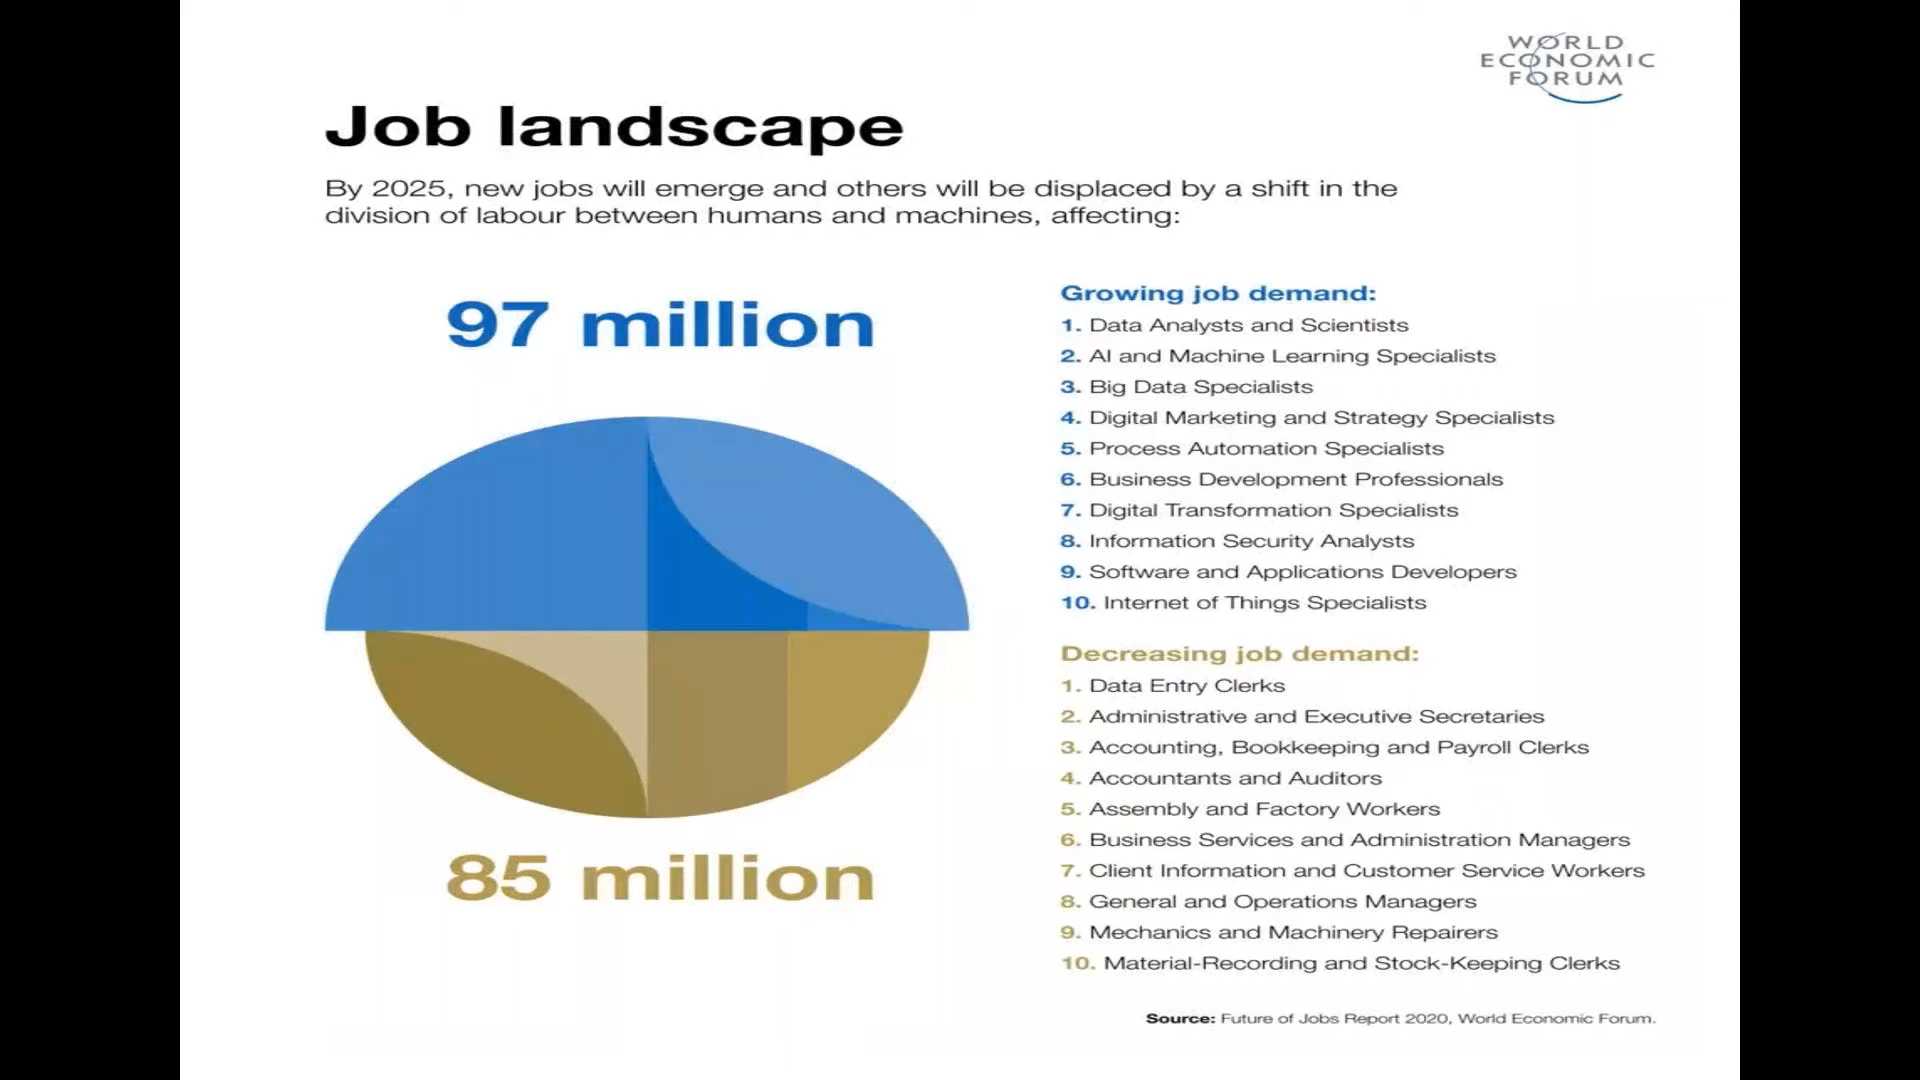 WORLD
ECONOMIC
FORUM
Job landscape
By 2025, new jobs will emerge and others will be displaced by a shift in the
division of labour between humans and machines, affecting:
97 million
85 million
Growing job demand:
1. Data Analysts and Scientists
2. AI and Machine Learning Specialists
3. Big Data Specialists
4. Digital Marketing and Strategy Specialists
5. Process Automation Specialists
6. Business Development Professionals
7. Digital Transformation Specialists
8. Information Security Analysts
9. Software and Applications Developers
10. Internet of Things Specialists
Decreasing job demand:
1. Data Entry Clerks
2. Administrative and Executive Secretaries
3. Accounting, Bookkeeping and Payroll Clerks
4. Accountants and Auditors
5. Assembly and Factory Workers
6. Business Services and Administration Managers
7. Client Information and Customer Service Workers
8. General and Operations Managers
9. Mechanics and Machinery Repairers
10. Material-Recording and Stock-Keeping Clerks
Source: Future of Jobs Report 2020, World Economic Forum.